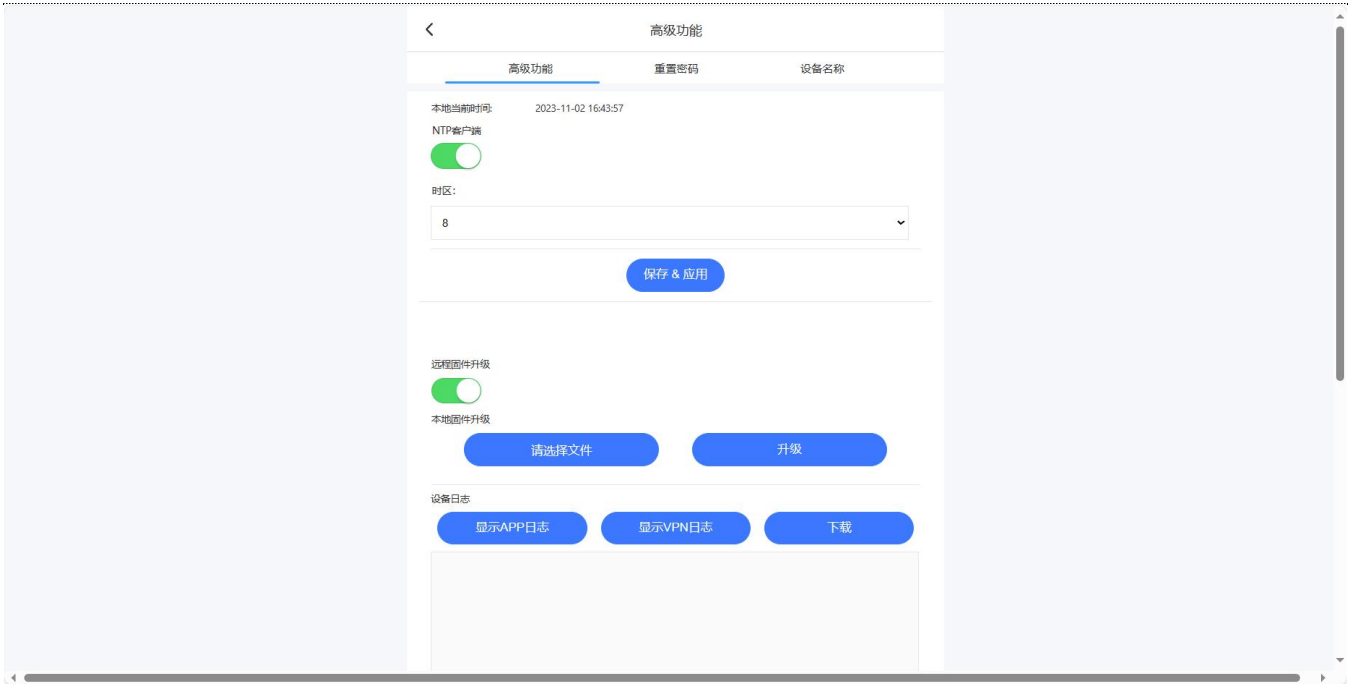 高级功能
高级功能 重置密码 设备名称
本地当前时间: 2023-11-02 16:43:57
NTP客户端
时区:
8
保存 & 应用
远程固件升级
本地固件升级
请选择文件 升级
设备日志
显示APP日志 显示VPN日志 下载